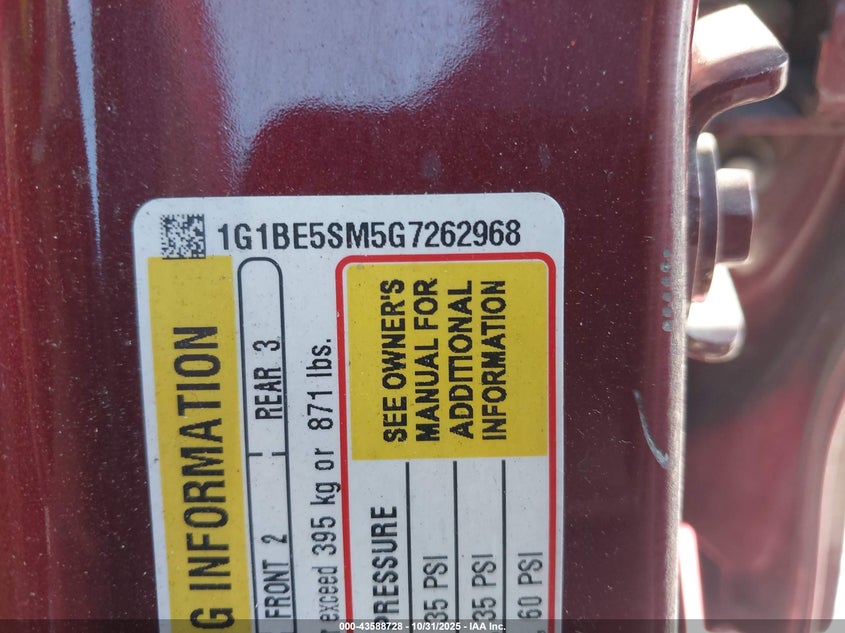 1G1BE5SM5G7262968
G INFORMATION
FRONT 2
REAR 3
exceed 395 kg or 871 lbs.
SEE OWNER'S
MANUAL FOR
ADDITIONAL
INFORMATION
RESSURE
35 PSI
35 PSI
, 60 PSI
000-43588728 - 10/31/2025 - IAA Inc.